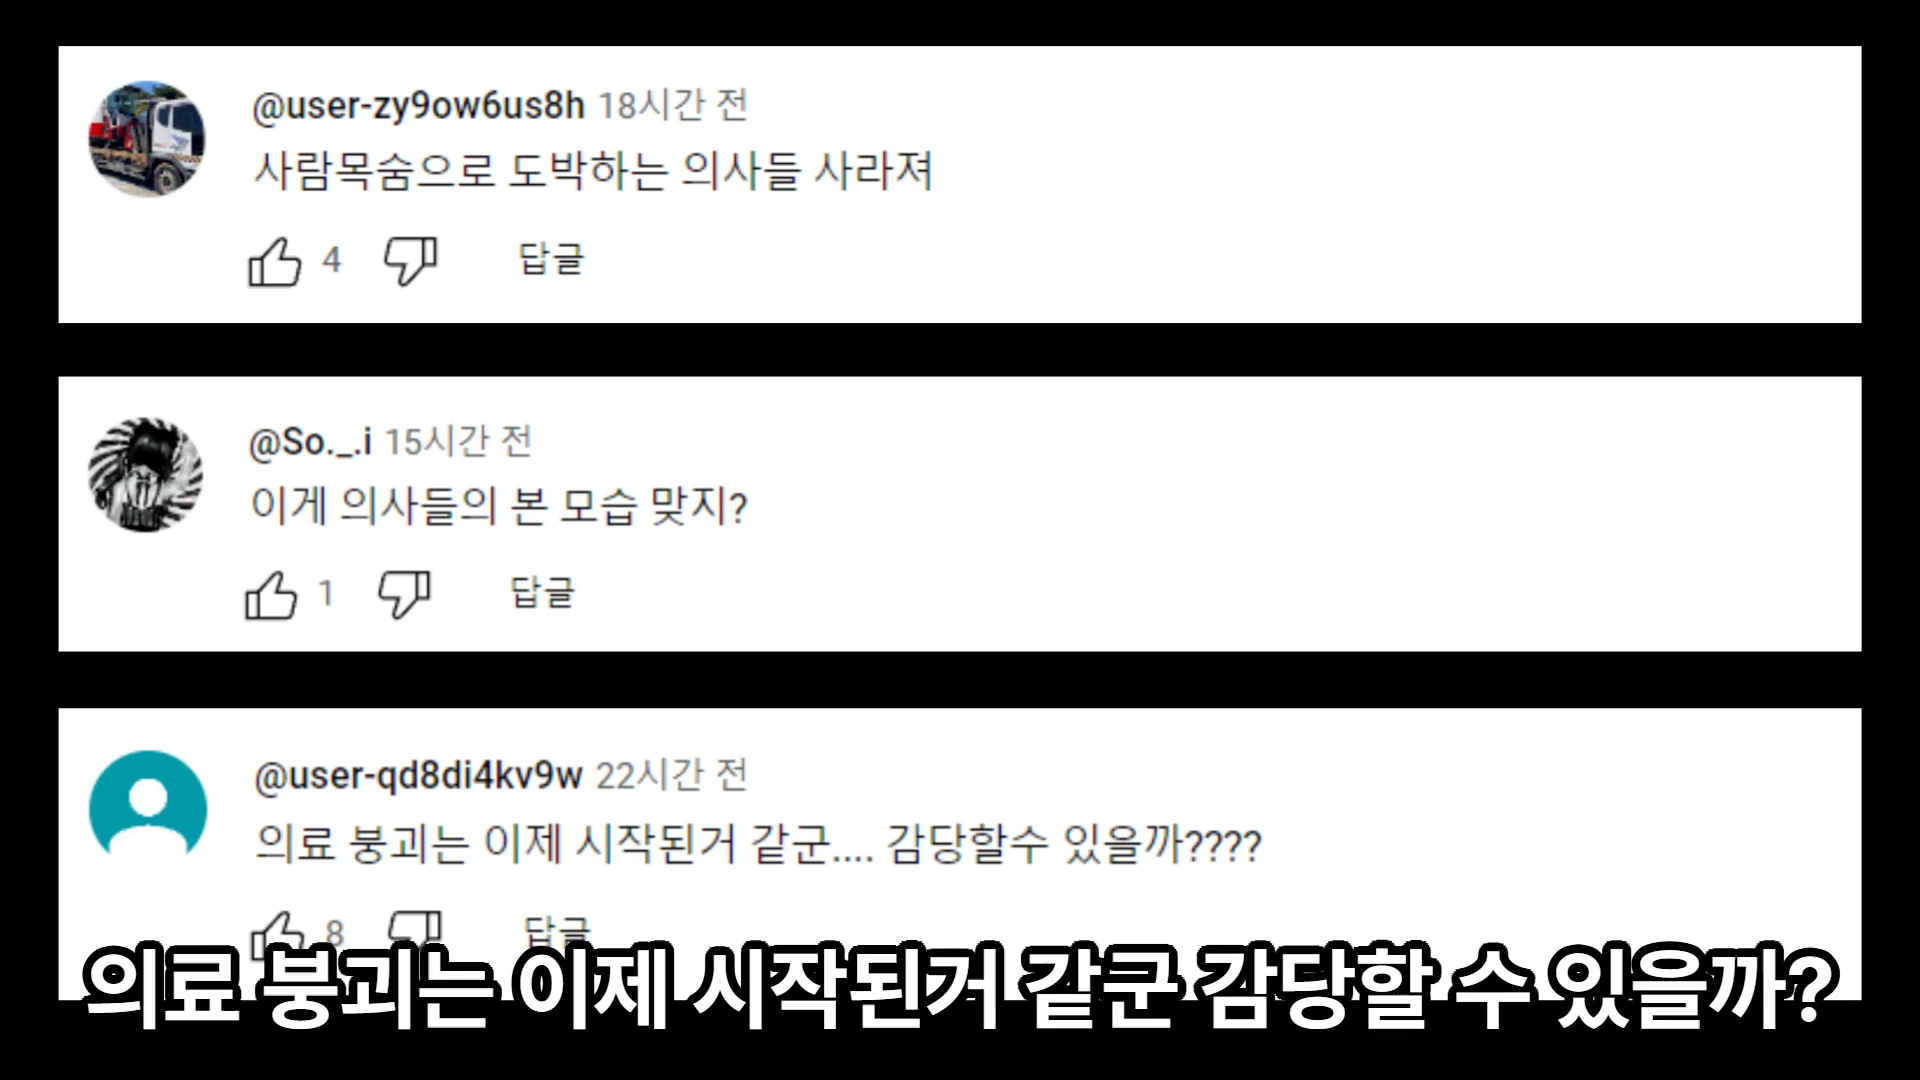 @user-zy9ow6us8h 18시간 전
사람목숨으로 도박하는 의사들 사라져
4 답글
@So._.i 15시간 전
이게 의사들의 본 모습 맞지?
1 답글
@user-qd8di4kv9w 22시간 전
의료 붕괴는 이제 시작된거 같군.... 감당할수 있을까????
8 답글
의료 붕괴는 이제 시작된거 같군 감당할 수 있을까?